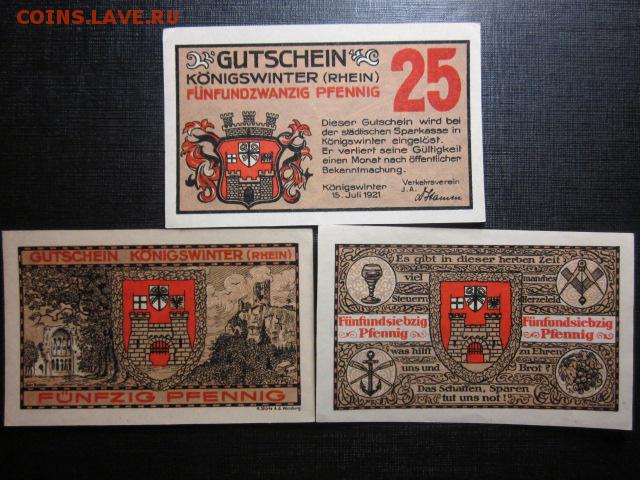 COINS.ЛAVE.RU
GUTSCHEIN
KÖNIGSWINTER (RHEIN)
FÜNFUNDZWANZIG PFENNIG
25
Dieser Gutschein wird bei
der städtischen Sparkasse in
Königswinter eingelöst.
Er verliert seine Gültigkeit
einen Monat nach öffentlicher
Bekanntmachung.
Königswinter
15. Juli 1921
Verkehrsverein
J.A.
GUTSCHEIN KÖNIGSWINTER (RHEIN)
FÜNFZIG PFENNIG
Es gibt in dieser herben Zeit
viel manches
Steuern Herzeleid
Fünfundsiebzig Fünfundsiebzig
Pfennig Pfennig
was hilft zu Ehren
uns und Brot?
Das Schaffen, Sparen
tut uns not!